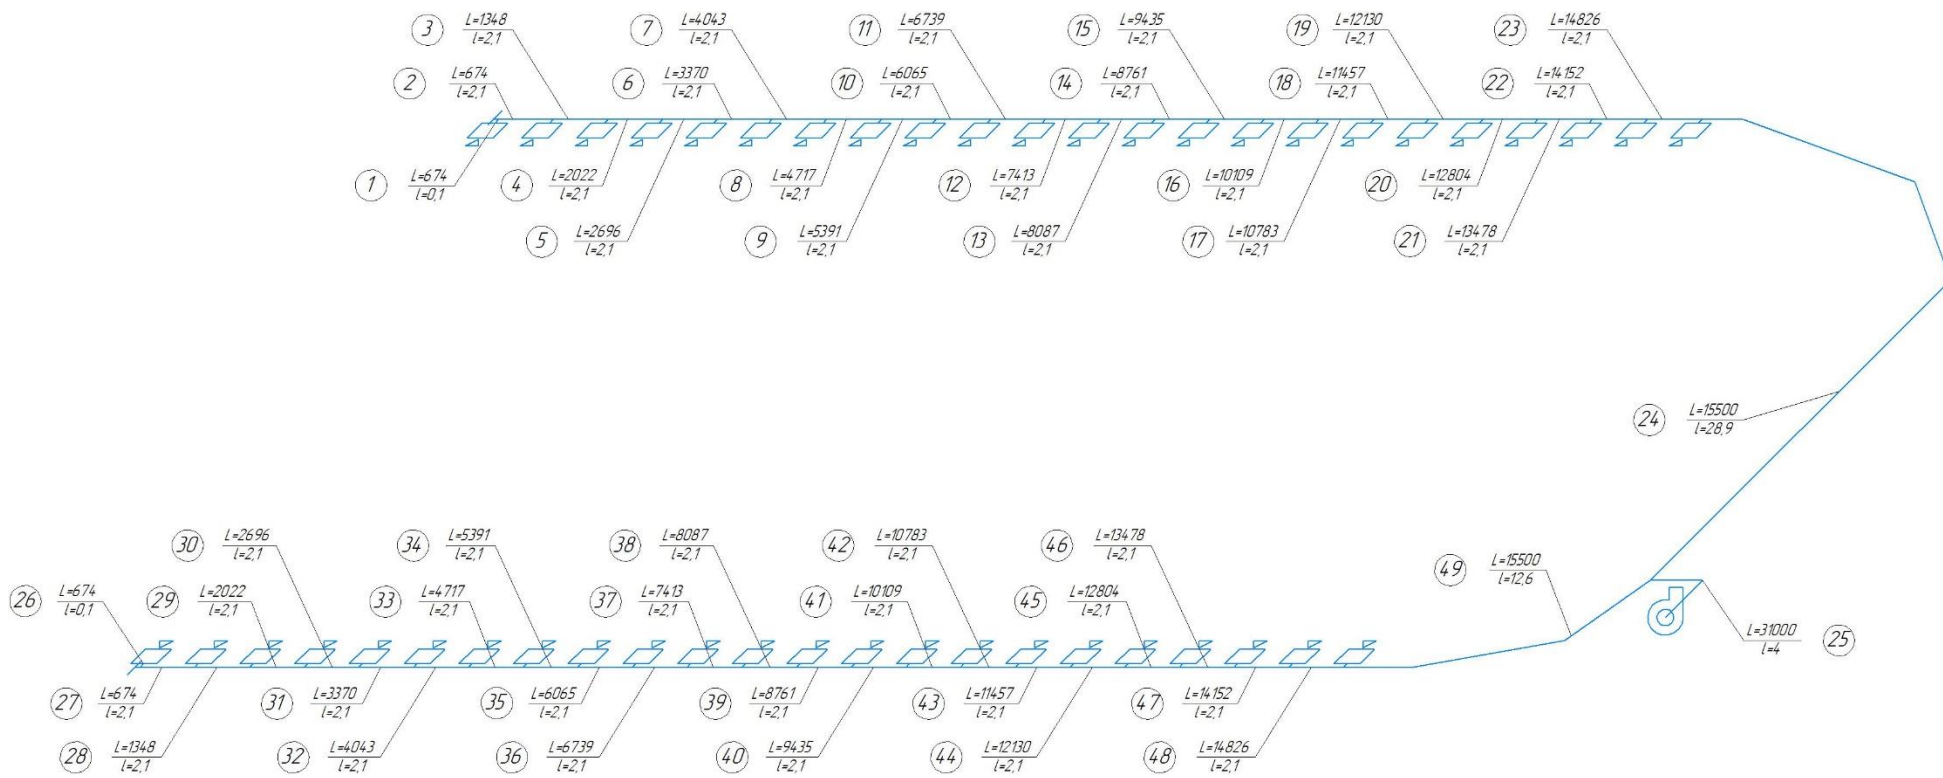 3
L=1348
l=2,1
7
L=4043
l=2,1
11
L=6739
l=2,1
15
L=9435
l=2,1
19
L=12130
l=2,1
23
L=14826
l=2,1
2
L=674
l=2,1
6
L=3370
l=2,1
10
L=6065
l=2,1
14
L=8761
l=2,1
18
L=11457
l=2,1
22
L=14152
l=2,1
1
L=674
l=0,1
4
L=2022
l=2,1
8
L=4717
l=2,1
12
L=7413
l=2,1
16
L=10109
l=2,1
20
L=12804
l=2,1
5
L=2696
l=2,1
9
L=5391
l=2,1
13
L=8087
l=2,1
17
L=10783
l=2,1
21
L=13478
l=2,1
24
L=15500
l=28,9
30
L=2696
l=2,1
34
L=5391
l=2,1
38
L=8087
l=2,1
42
L=10783
l=2,1
46
L=13478
l=2,1
49
L=15500
l=12,6
26
L=674
l=0,1
29
L=2022
l=2,1
33
L=4717
l=2,1
37
L=7413
l=2,1
41
L=10109
l=2,1
45
L=12804
l=2,1
L=31000
l=4
25
27
L=674
l=2,1
31
L=3370
l=2,1
35
L=6065
l=2,1
39
L=8761
l=2,1
43
L=11457
l=2,1
47
L=14152
l=2,1
28
L=1348
l=2,1
32
L=4043
l=2,1
36
L=6739
l=2,1
40
L=9435
l=2,1
44
L=12130
l=2,1
48
L=14826
l=2,1